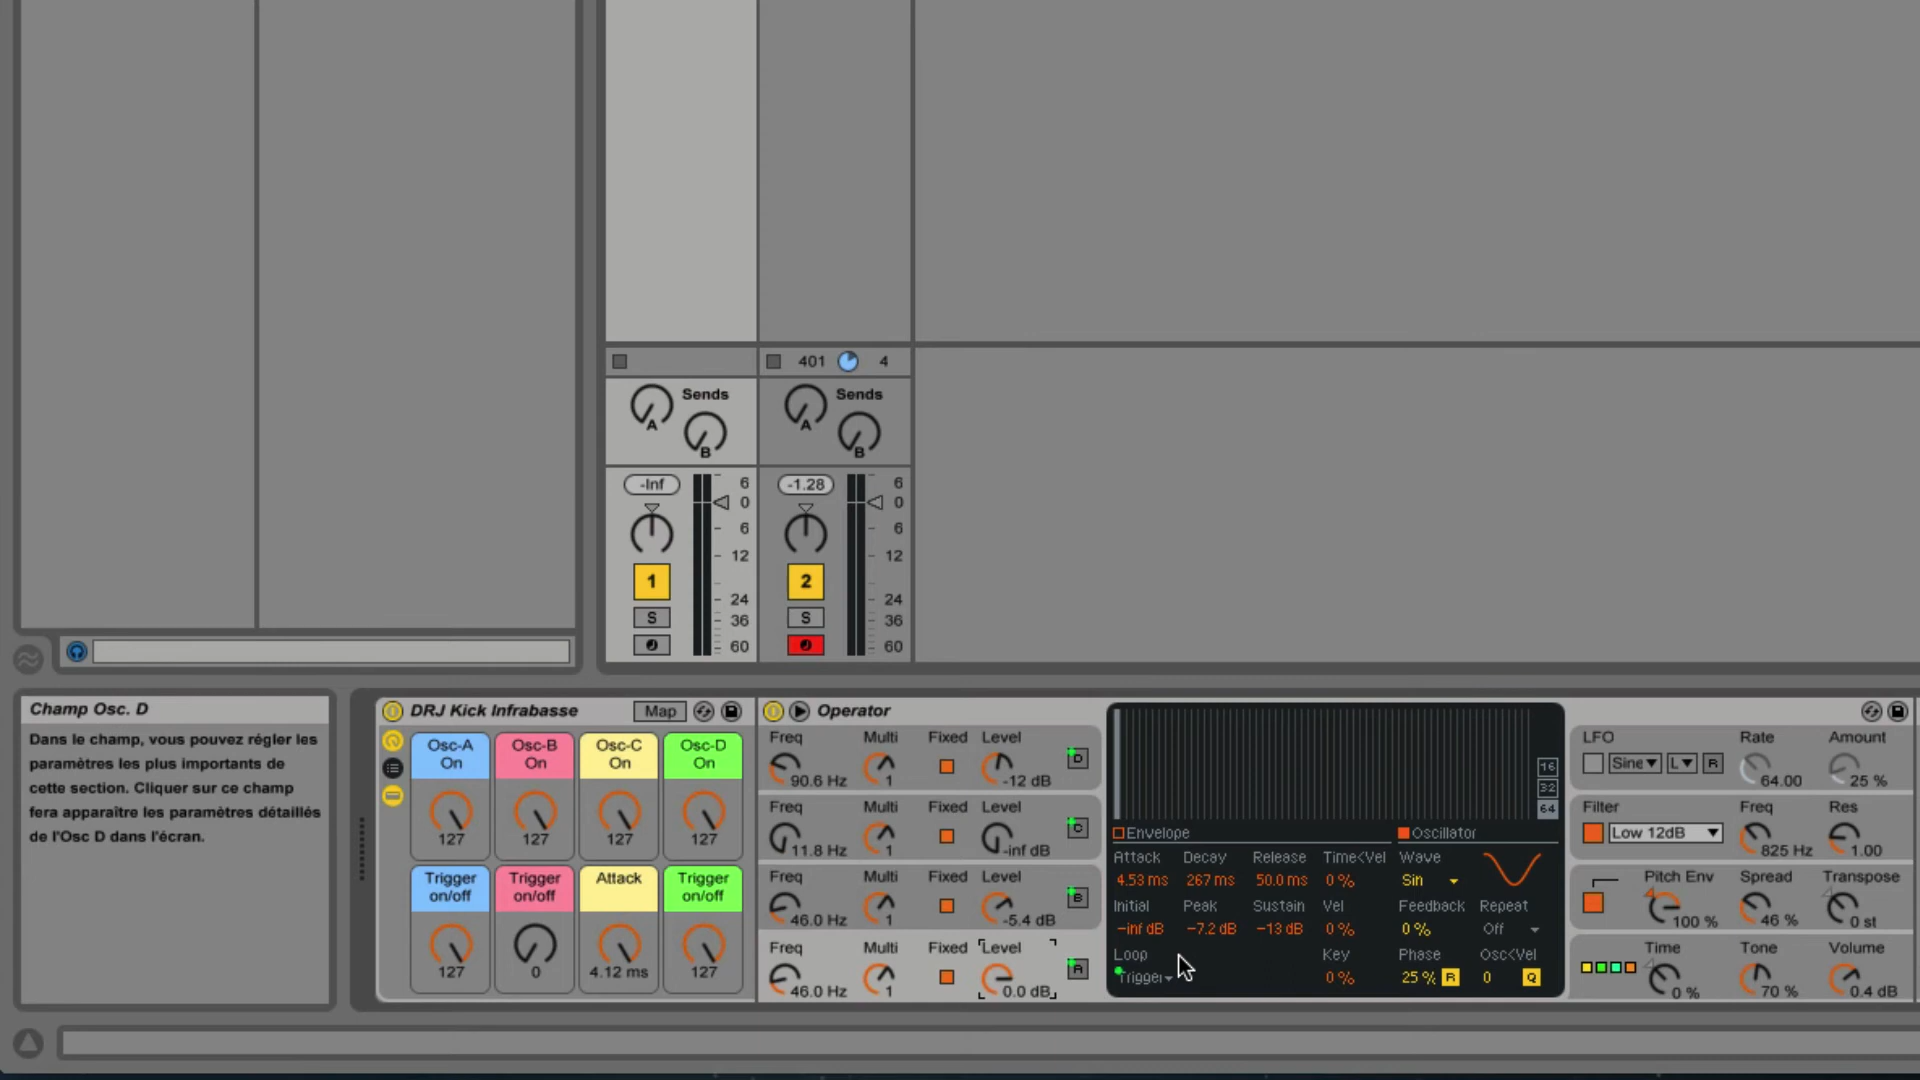 401 4
Sends Sends
A A
B B
-Inf 6 -1.28 6
0 0
6 6
12 12
1 2
24 24
S 36 S 36
60 60
Champ Osc. D
Dans le champ, vous pouvez régler les
paramètres les plus importants de
cette section. Cliquer sur ce champ
fera apparaître les paramètres détaillés
de l'Osc D dans l'écran.
DRJ Kick Infrabasse Map
Osc-A Osc-B Osc-C Osc-D
On On On On
127 127 127 127
Trigger Trigger Attack Trigger
on/off on/off on/off
127 0 4.12 ms 127
Operator
Freq Multi Fixed Level
90.6 Hz 1 -12 dB D
Freq Multi Fixed Level
11.8 Hz 1 -inf dB C
Freq Multi Fixed Level
46.0 Hz 1 -5.4 dB B
Freq Multi Fixed Level
46.0 Hz 1 0.0 dB A
16
32
64
Envelope Oscillator
Attack Decay Release Time<Vel Wave
4.53 ms 267 ms 50.0 ms 0 % Sin
Initial Peak Sustain Vel Feedback Repeat
-inf dB -7.2 dB -13 dB 0 % 0 % Off
Loop Key Phase Osc<Vel
Trigger 0 % 25 % R 0 Q
LFO Rate Amount
Sine L R 64.00 25 %
Filter Freq Res
Low 12dB 825 Hz 1.00
Pitch Env Spread Transpose
100 % 46 % 0 st
Time Tone Volume
0 % 70 % 0.4 dB